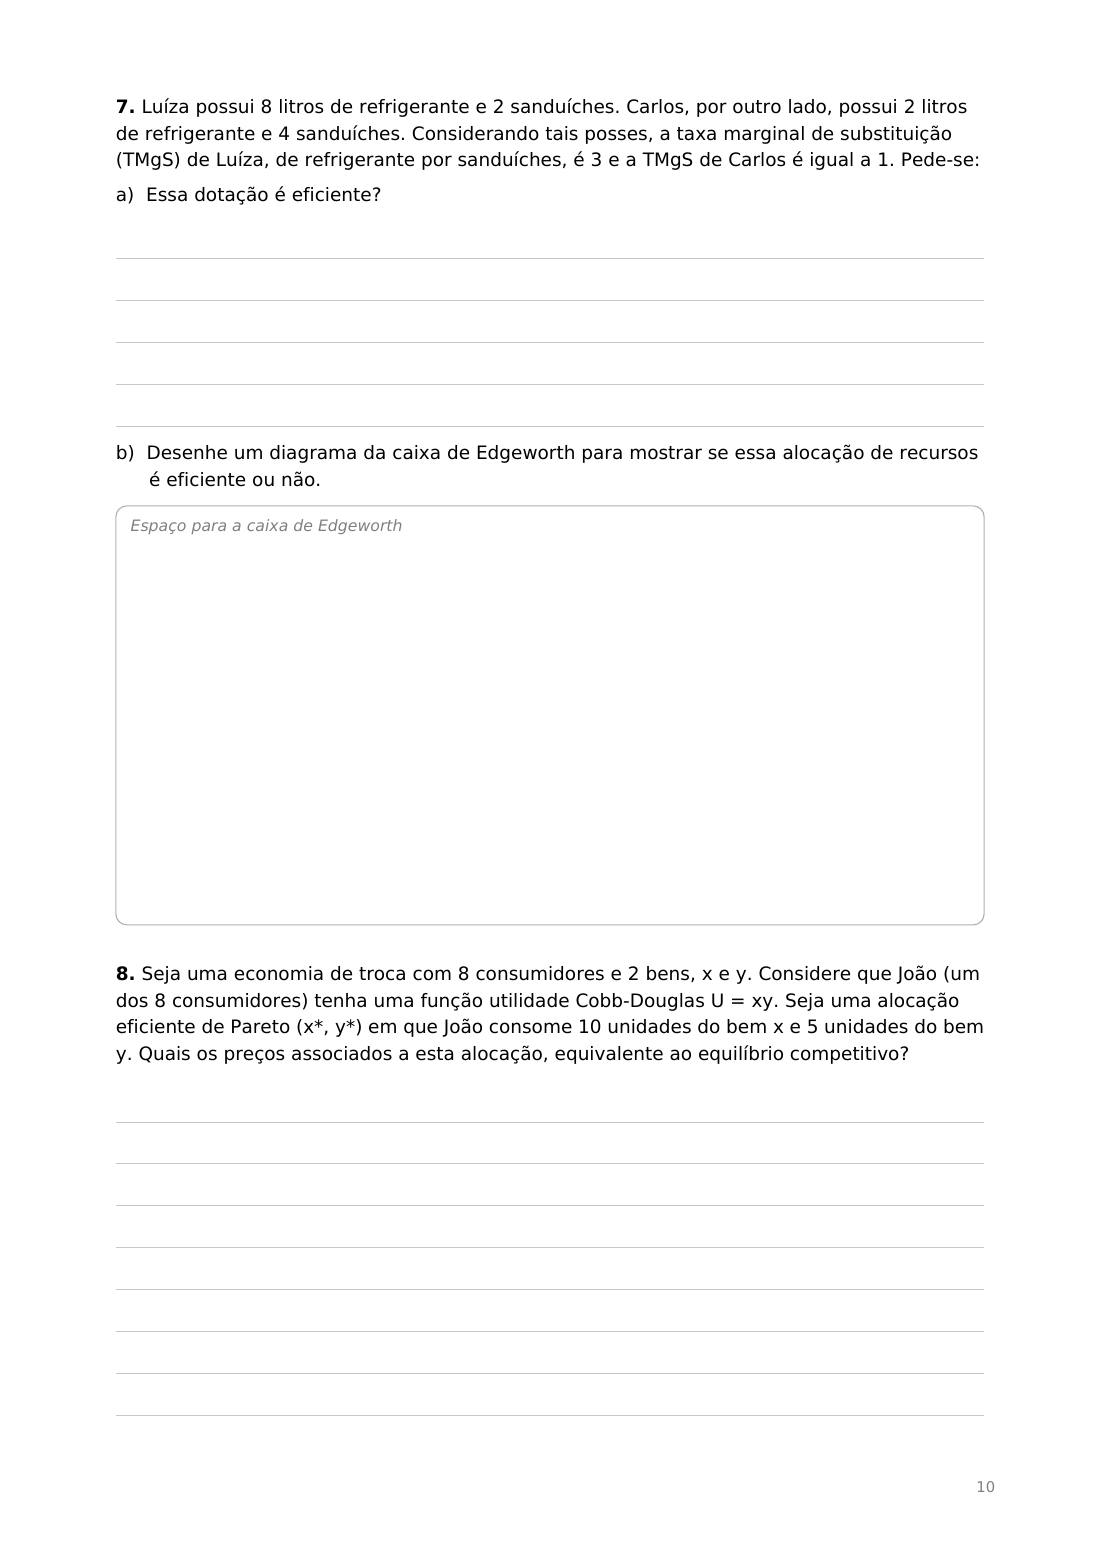 7. Luíza possui 8 litros de refrigerante e 2 sanduíches. Carlos, por outro lado, possui 2 litros
de refrigerante e 4 sanduíches. Considerando tais posses, a taxa marginal de substituição
(TMgS) de Luíza, de refrigerante por sanduíches, é 3 e a TMgS de Carlos é igual a 1. Pede-se:
a) Essa dotação é eficiente?
b) Desenhe um diagrama da caixa de Edgeworth para mostrar se essa alocação de recursos
é eficiente ou não.
Espaço para a caixa de Edgeworth
8. Seja uma economia de troca com 8 consumidores e 2 bens, x e y. Considere que João (um
dos 8 consumidores) tenha uma função utilidade Cobb-Douglas U = xy. Seja uma alocação
eficiente de Pareto (x*, y*) em que João consome 10 unidades do bem x e 5 unidades do bem
y. Quais os preços associados a esta alocação, equivalente ao equilíbrio competitivo?
10